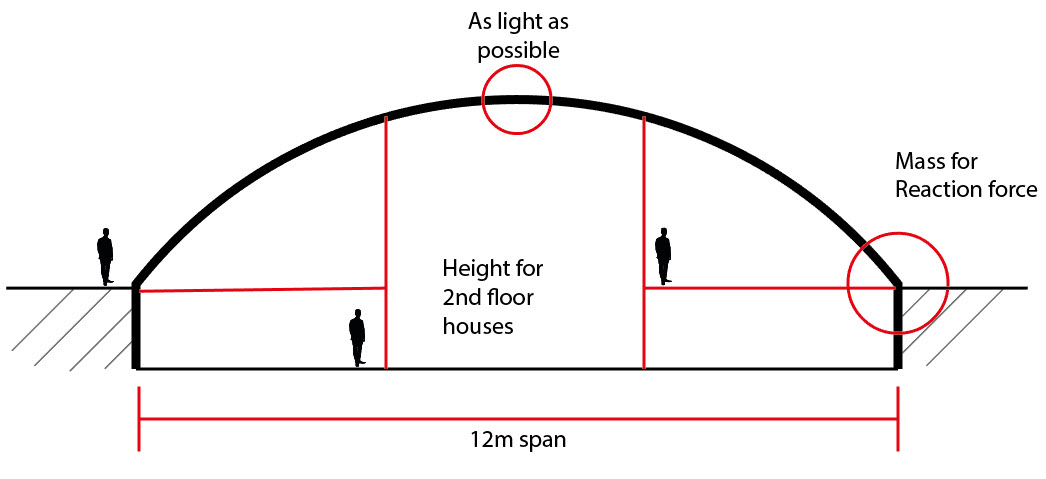 As light as
possible
Mass for
Reaction force
Height for
2nd floor
houses
12m span